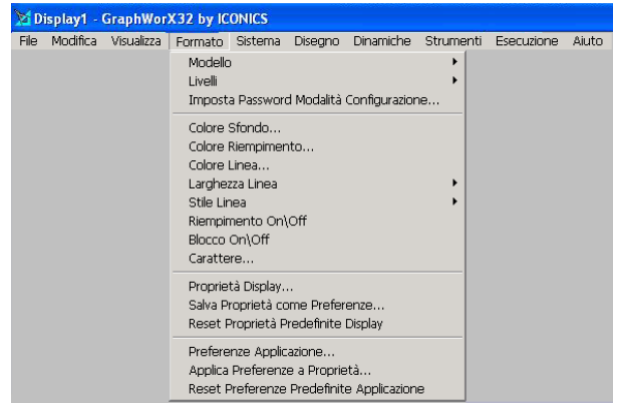 Display1 - GraphWorX32 by ICONICS
File Modifica Visualizza Formato Sistema Disegno Dinamiche Strumenti Esecuzione Aiuto
Modello
Livelli
Imposta Password Modalità Configurazione...
Colore Sfondo...
Colore Riempimento...
Colore Linea...
Larghezza Linea
Stile Linea
Riempimento On\Off
Blocco On\Off
Carattere...
Proprietà Display...
Salva Proprietà come Preferenze...
Reset Proprietà Predefinite Display
Preferenze Applicazione...
Applica Preferenze a Proprietà...
Reset Preferenze Predefinite Applicazione